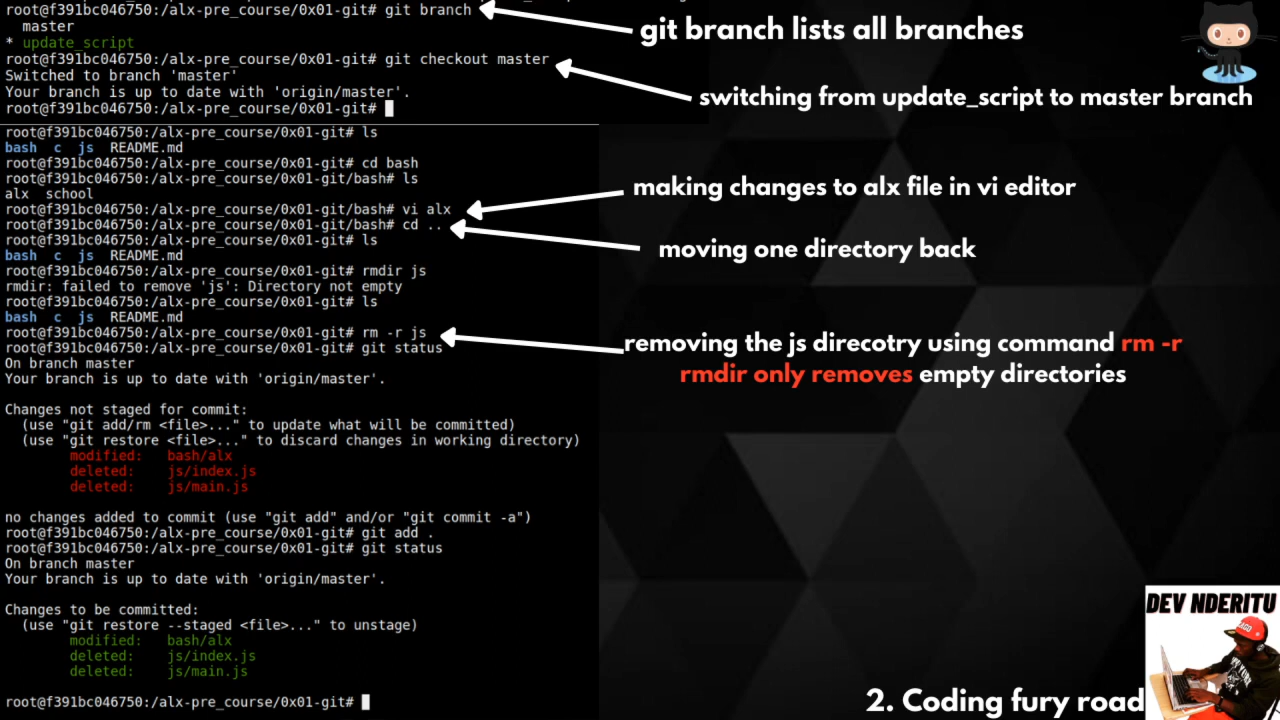 root@f391bc046750:/alx-pre_course/0x01-git# git branch
  master
* update_script
root@f391bc046750:/alx-pre_course/0x01-git# git checkout master
Switched to branch 'master'
Your branch is up to date with 'origin/master'.
root@f391bc046750:/alx-pre_course/0x01-git#
git branch lists all branches
switching from update_script to master branch
root@f391bc046750:/alx-pre_course/0x01-git# ls
bash  c  js  README.md
root@f391bc046750:/alx-pre_course/0x01-git# cd bash
root@f391bc046750:/alx-pre_course/0x01-git/bash# ls
alx  school
root@f391bc046750:/alx-pre_course/0x01-git/bash# vi alx
root@f391bc046750:/alx-pre_course/0x01-git/bash# cd ..
root@f391bc046750:/alx-pre_course/0x01-git# ls
bash  c  js  README.md
root@f391bc046750:/alx-pre_course/0x01-git# rmdir js
rmdir: failed to remove 'js': Directory not empty
root@f391bc046750:/alx-pre_course/0x01-git# ls
bash  c  js  README.md
root@f391bc046750:/alx-pre_course/0x01-git# rm -r js
root@f391bc046750:/alx-pre_course/0x01-git# git status
On branch master
Your branch is up to date with 'origin/master'.
Changes not staged for commit:
  (use "git add/rm <file>..." to update what will be committed)
  (use "git restore <file>..." to discard changes in working directory)
        modified:   bash/alx
        deleted:    js/index.js
        deleted:    js/main.js
no changes added to commit (use "git add" and/or "git commit -a")
root@f391bc046750:/alx-pre_course/0x01-git# git add .
root@f391bc046750:/alx-pre_course/0x01-git# git status
On branch master
Your branch is up to date with 'origin/master'.
Changes to be committed:
  (use "git restore --staged <file>..." to unstage)
        modified:   bash/alx
        deleted:    js/index.js
        deleted:    js/main.js
root@f391bc046750:/alx-pre_course/0x01-git#
making changes to alx file in vi editor
moving one directory back
removing the js direcotry using command rm -r
rmdir only removes empty directories
DEV NDERITU
2. Coding fury road